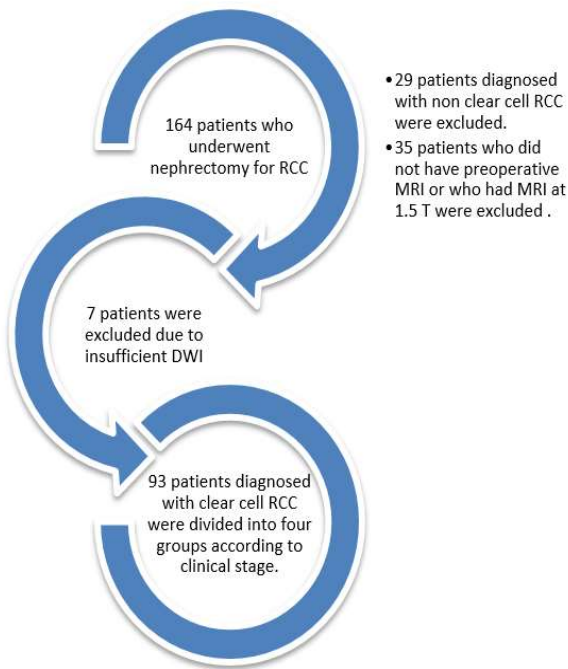 164 patients who
underwent
nephrectomy for RCC
•29 patients diagnosed
with non clear cell RCC
were excluded.
•35 patients who did
not have preoperative
MRI or who had MRI at
1.5 T were excluded .
7 patients were
excluded due to
insufficient DWI
93 patients diagnosed
with clear cell RCC
were divided into four
groups according to
clinical stage.